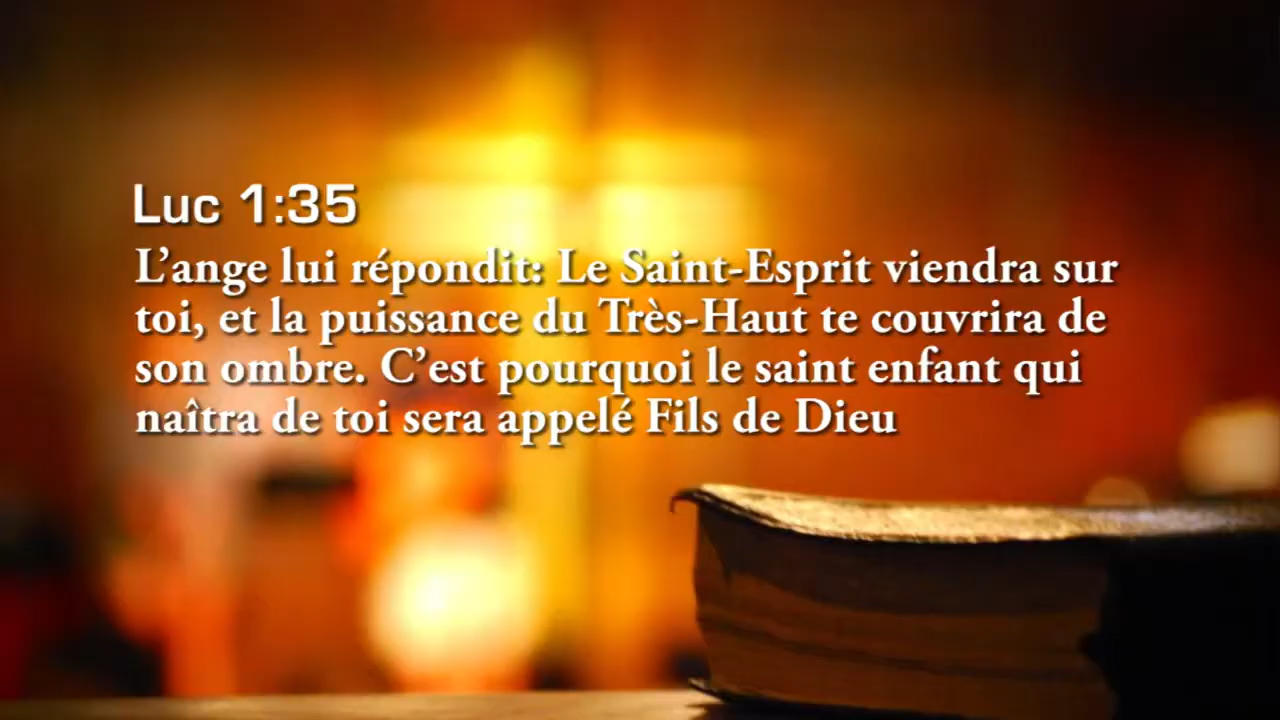 Luc 1:35
L’ange lui répondit: Le Saint-Esprit viendra sur
toi, et la puissance du Très-Haut te couvrira de
son ombre. C’est pourquoi le saint enfant qui
naîtra de toi sera appelé Fils de Dieu